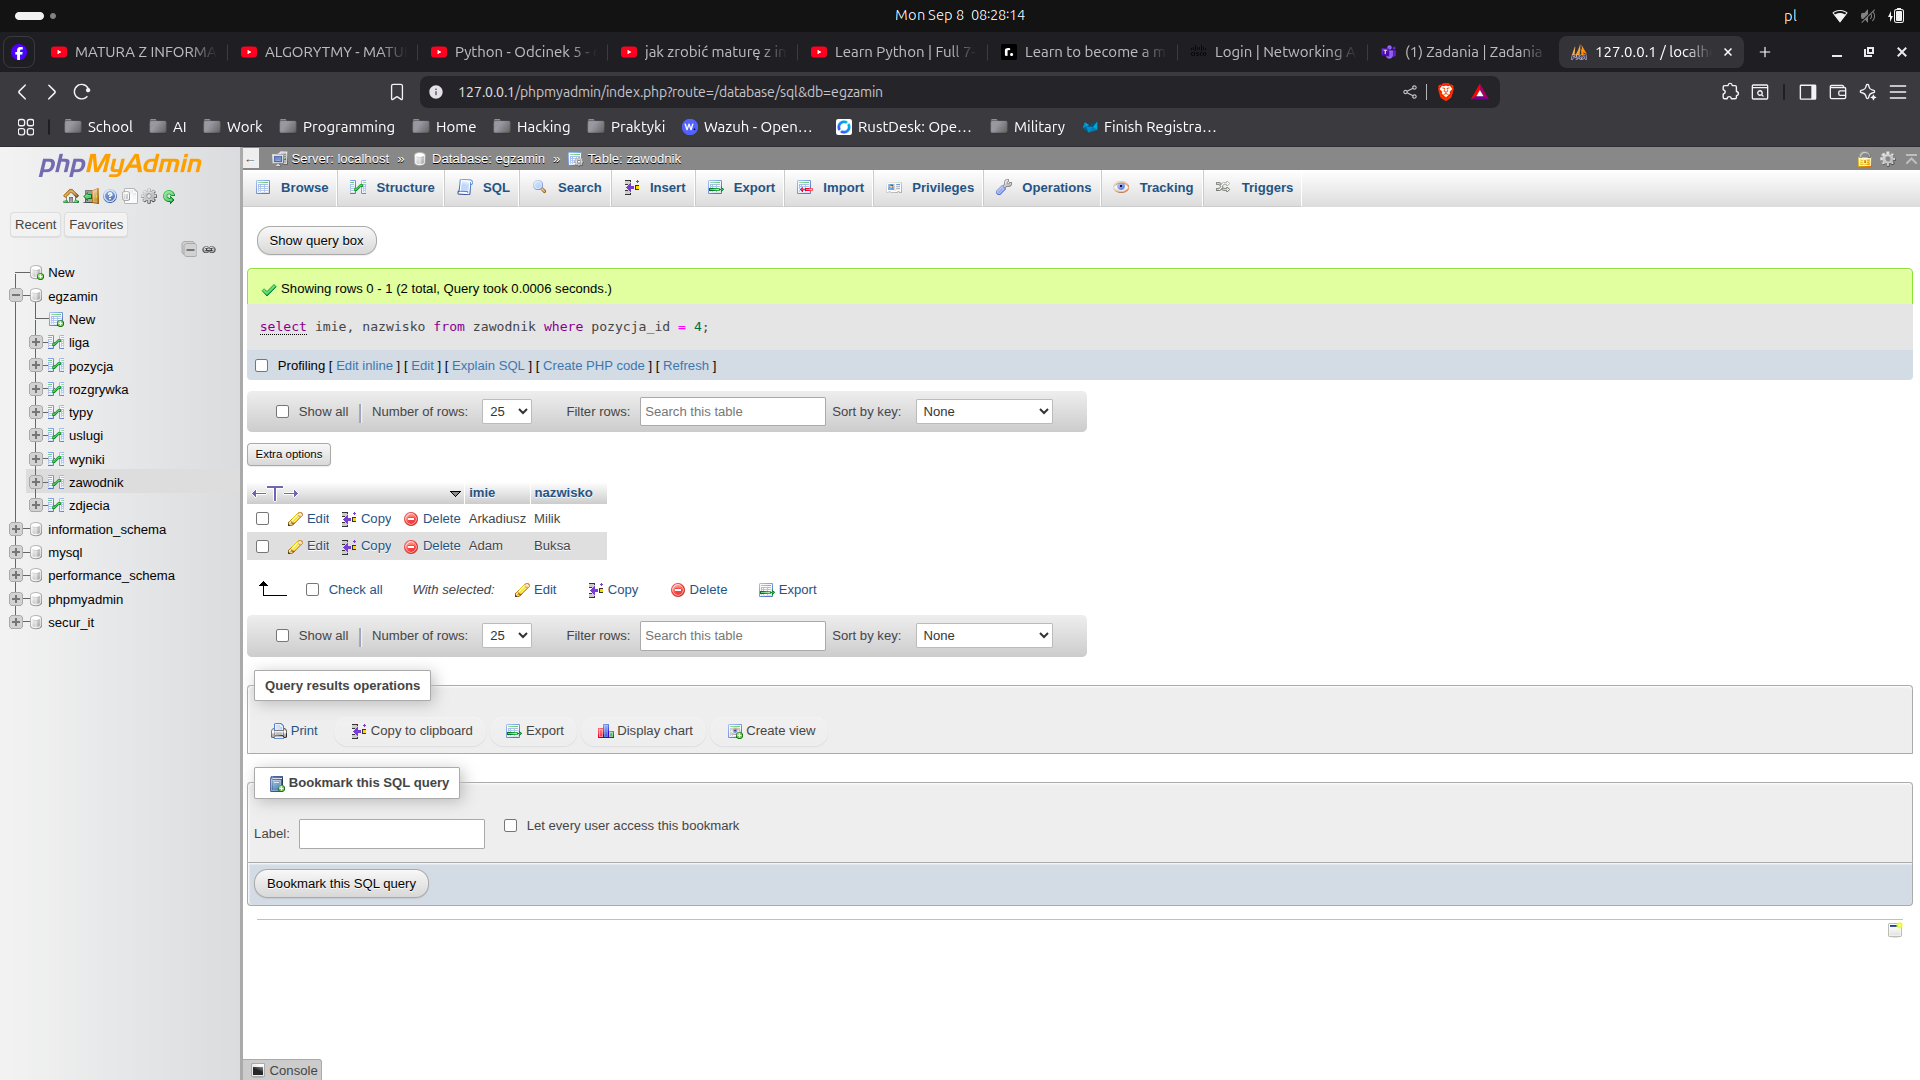 Mon Sep 8 08:28:14
pl
MATURA Z INFORMA
ALGORYTMY - MATU
Python - Odcinek 5 -
jak zrobić maturę z in
Learn Python | Full 7-
Learn to become a m
Login | Networking A
(1) Zadania | Zadania
127.0.0.1 / localh
127.0.0.1/phpmyadmin/index.php?route=/database/sql&db=egzamin
School AI Work Programming Home Hacking Praktyki Wazuh - Open... RustDesk: Ope... Military Finish Registra...
phpMyAdmin
Recent Favorites
New
egzamin
New
liga
pozycja
rozgrywka
typy
uslugi
wyniki
zawodnik
zdjecia
information_schema
mysql
performance_schema
phpmyadmin
secur_it
Server: localhost » Database: egzamin » Table: zawodnik
Browse Structure SQL Search Insert Export Import Privileges Operations Tracking Triggers
Show query box
Showing rows 0 - 1 (2 total, Query took 0.0006 seconds.)
select imie, nazwisko from zawodnik where pozycja_id = 4;
Profiling [ Edit inline ] [ Edit ] [ Explain SQL ] [ Create PHP code ] [ Refresh ]
Show all Number of rows: 25 Filter rows: Search this table Sort by key: None
Extra options
imie nazwisko
Edit Copy Delete Arkadiusz Milik
Edit Copy Delete Adam Buksa
Check all With selected: Edit Copy Delete Export
Show all Number of rows: 25 Filter rows: Search this table Sort by key: None
Query results operations
Print Copy to clipboard Export Display chart Create view
Bookmark this SQL query
Label: Let every user access this bookmark
Bookmark this SQL query
Console